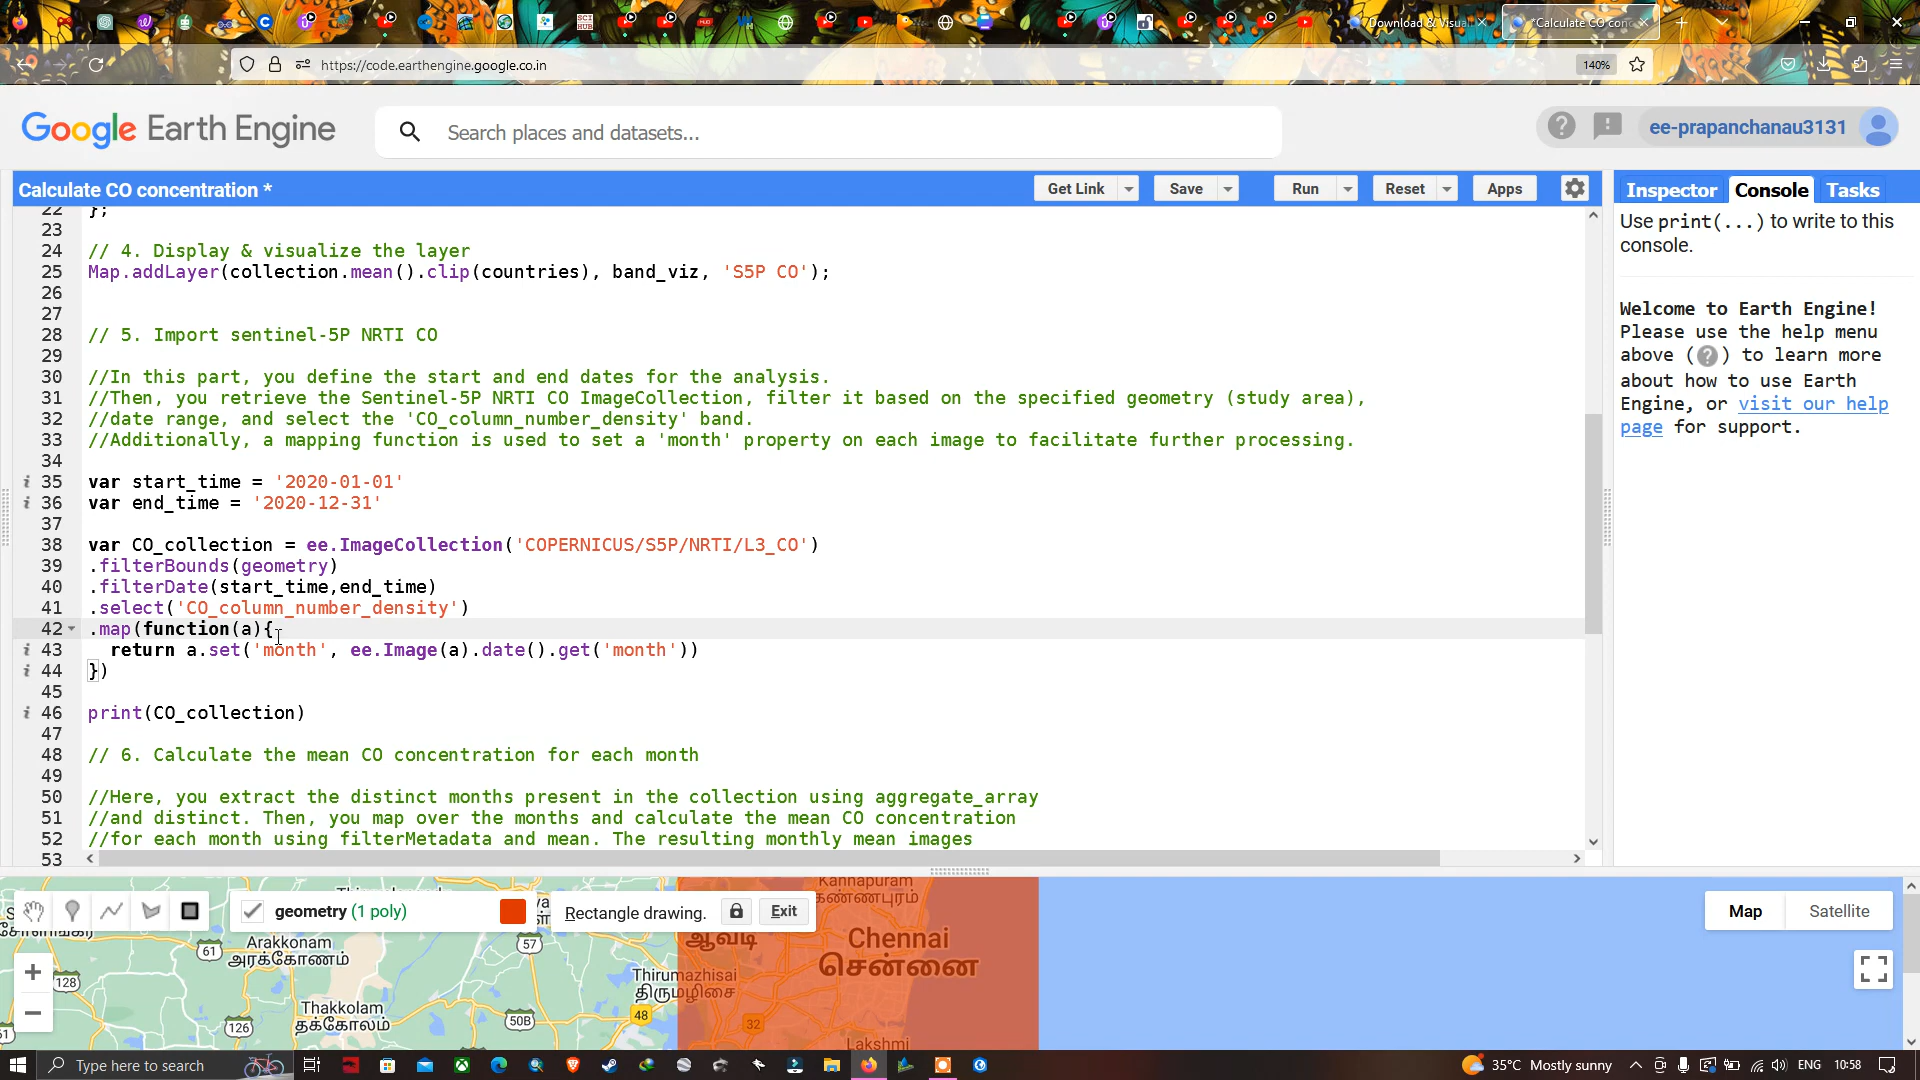 Download & Visual
*Calculate CO con
https://code.earthengine.google.co.in
140%
Google Earth Engine
Search places and datasets...
ee-prapanchanau3131
Calculate CO concentration *
Get Link
Save
Run
Reset
Apps
Inspector
Console
Tasks
22 };
23
24 // 4. Display & visualize the layer
25 Map.addLayer(collection.mean().clip(countries), band_viz, 'S5P CO');
26
27
28 // 5. Import sentinel-5P NRTI CO
29
30 //In this part, you define the start and end dates for the analysis.
31 //Then, you retrieve the Sentinel-5P NRTI CO ImageCollection, filter it based on the specified geometry (study area),
32 //date range, and select the 'CO_column_number_density' band.
33 //Additionally, a mapping function is used to set a 'month' property on each image to facilitate further processing.
34
35 var start_time = '2020-01-01'
36 var end_time = '2020-12-31'
37
38 var CO_collection = ee.ImageCollection('COPERNICUS/S5P/NRTI/L3_CO')
39 .filterBounds(geometry)
40 .filterDate(start_time,end_time)
41 .select('CO_column_number_density')
42 .map(function(a){
43 return a.set('month', ee.Image(a).date().get('month'))
44 })
45
46 print(CO_collection)
47
48 // 6. Calculate the mean CO concentration for each month
49
50 //Here, you extract the distinct months present in the collection using aggregate_array
51 //and distinct. Then, you map over the months and calculate the mean CO concentration
52 //for each month using filterMetadata and mean. The resulting monthly mean images
53
Use print(...) to write to this
console.
Welcome to Earth Engine!
Please use the help menu
above (?) to learn more
about how to use Earth
Engine, or visit our help
page for support.
geometry (1 poly)
Rectangle drawing.
Exit
Map
Satellite
Kannapuram
கண்ணபுரம்
ஆவடி
Chennai
சென்னை
Arakkonam
அரக்கோணம்
Thirumazhisai
திருமழிசை
Thakkolam
தக்கோலம்
Lakshmi
61
57
128
126
50B
48
32
Type here to search
35°C Mostly sunny
ENG
10:58